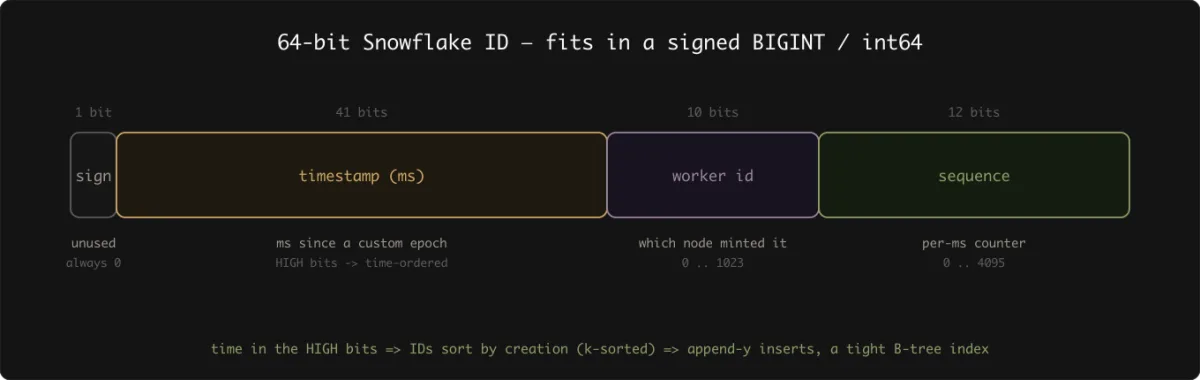 64-bit Snowflake ID — fits in a signed BIGINT / int64
1 bit 41 bits 10 bits 12 bits
sign timestamp (ms) worker id sequence
unused ms since a custom epoch which node minted it per-ms counter
always 0 HIGH bits -> time-ordered 0 .. 1023 0 .. 4095
time in the HIGH bits => IDs sort by creation (k-sorted) => append-y inserts, a tight B-tree index